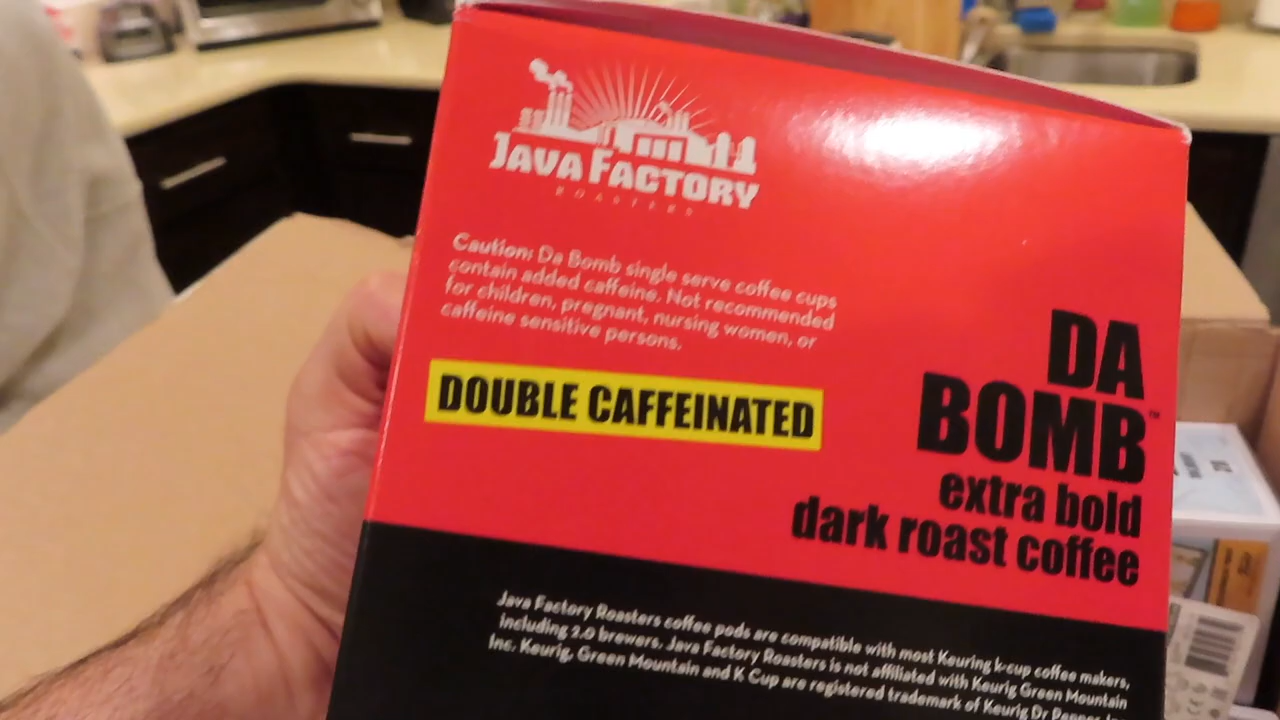 JAVA FACTORY
ROASTERS
Caution: Da Bomb single serve coffee cups
contain added caffeine. Not recommended
for children, pregnant, nursing women, or
caffeine sensitive persons.
DOUBLE CAFFEINATED
DA
BOMB™
extra bold
dark roast coffee
Java Factory Roasters coffee pods are compatible with most Keuring k-cup coffee makers,
including 2.0 brewers. Java Factory Roasters is not affiliated with Keurig Green Mountain
Inc. Keurig, Green Mountain and K Cup are registered trademark of Keurig Dr